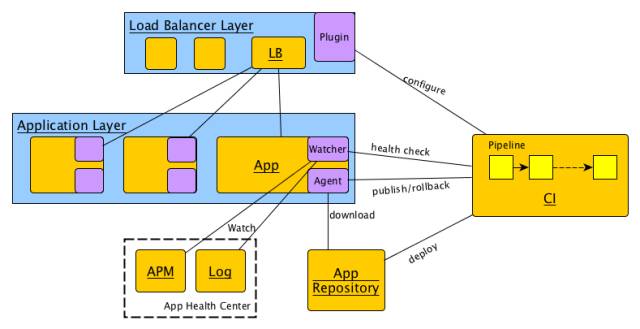 Load Balancer Layer
Plugin
LB
configure
Application Layer
Watcher
health check
Pipeline
App
Agent
publish/rollback
CI
download
Watch
deploy
APM
Log
App
Repository
App Health Center